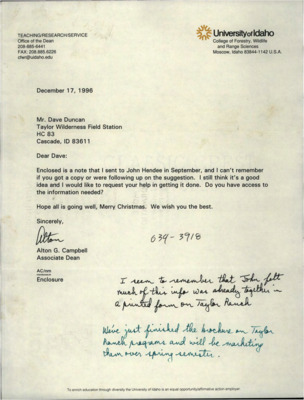 TEACHING/RESEARCH/SERVICE
Office of the Dean
208-885-6441
FAX: 208.885.6226
cfwr@uidaho.edu
University of Idaho
College of Forestry, Wildlife
and Range Sciences
Moscow, Idaho 83844-1142 U.S.A.
December 17, 1996
Mr. Dave Duncan
Taylor Wilderness Field Station
HC 83
Cascade, ID 83611
Dear Dave:
Enclosed is a note that I sent to John Hendee in September, and I can't remember
if you got a copy or were following up on the suggestion. I still think it's a good
idea and I would like to request your help in getting it done. Do you have access to
the information needed?
Hope all is going well, Merry Christmas. We wish you the best.
Sincerely,
Alton
034-3918
Alton G. Campbell
Associate Dean
ACmm
Enclosure
I seem to remember that John felt
much of this info was already together in
a printed form on Taylor Ranch
We've just finished the brochure on Taylor
Ranch programs and will be marketing
them over spring semester.
To enrich education through diversity the University of Idaho is an equal opportunity/affirmative action employer.